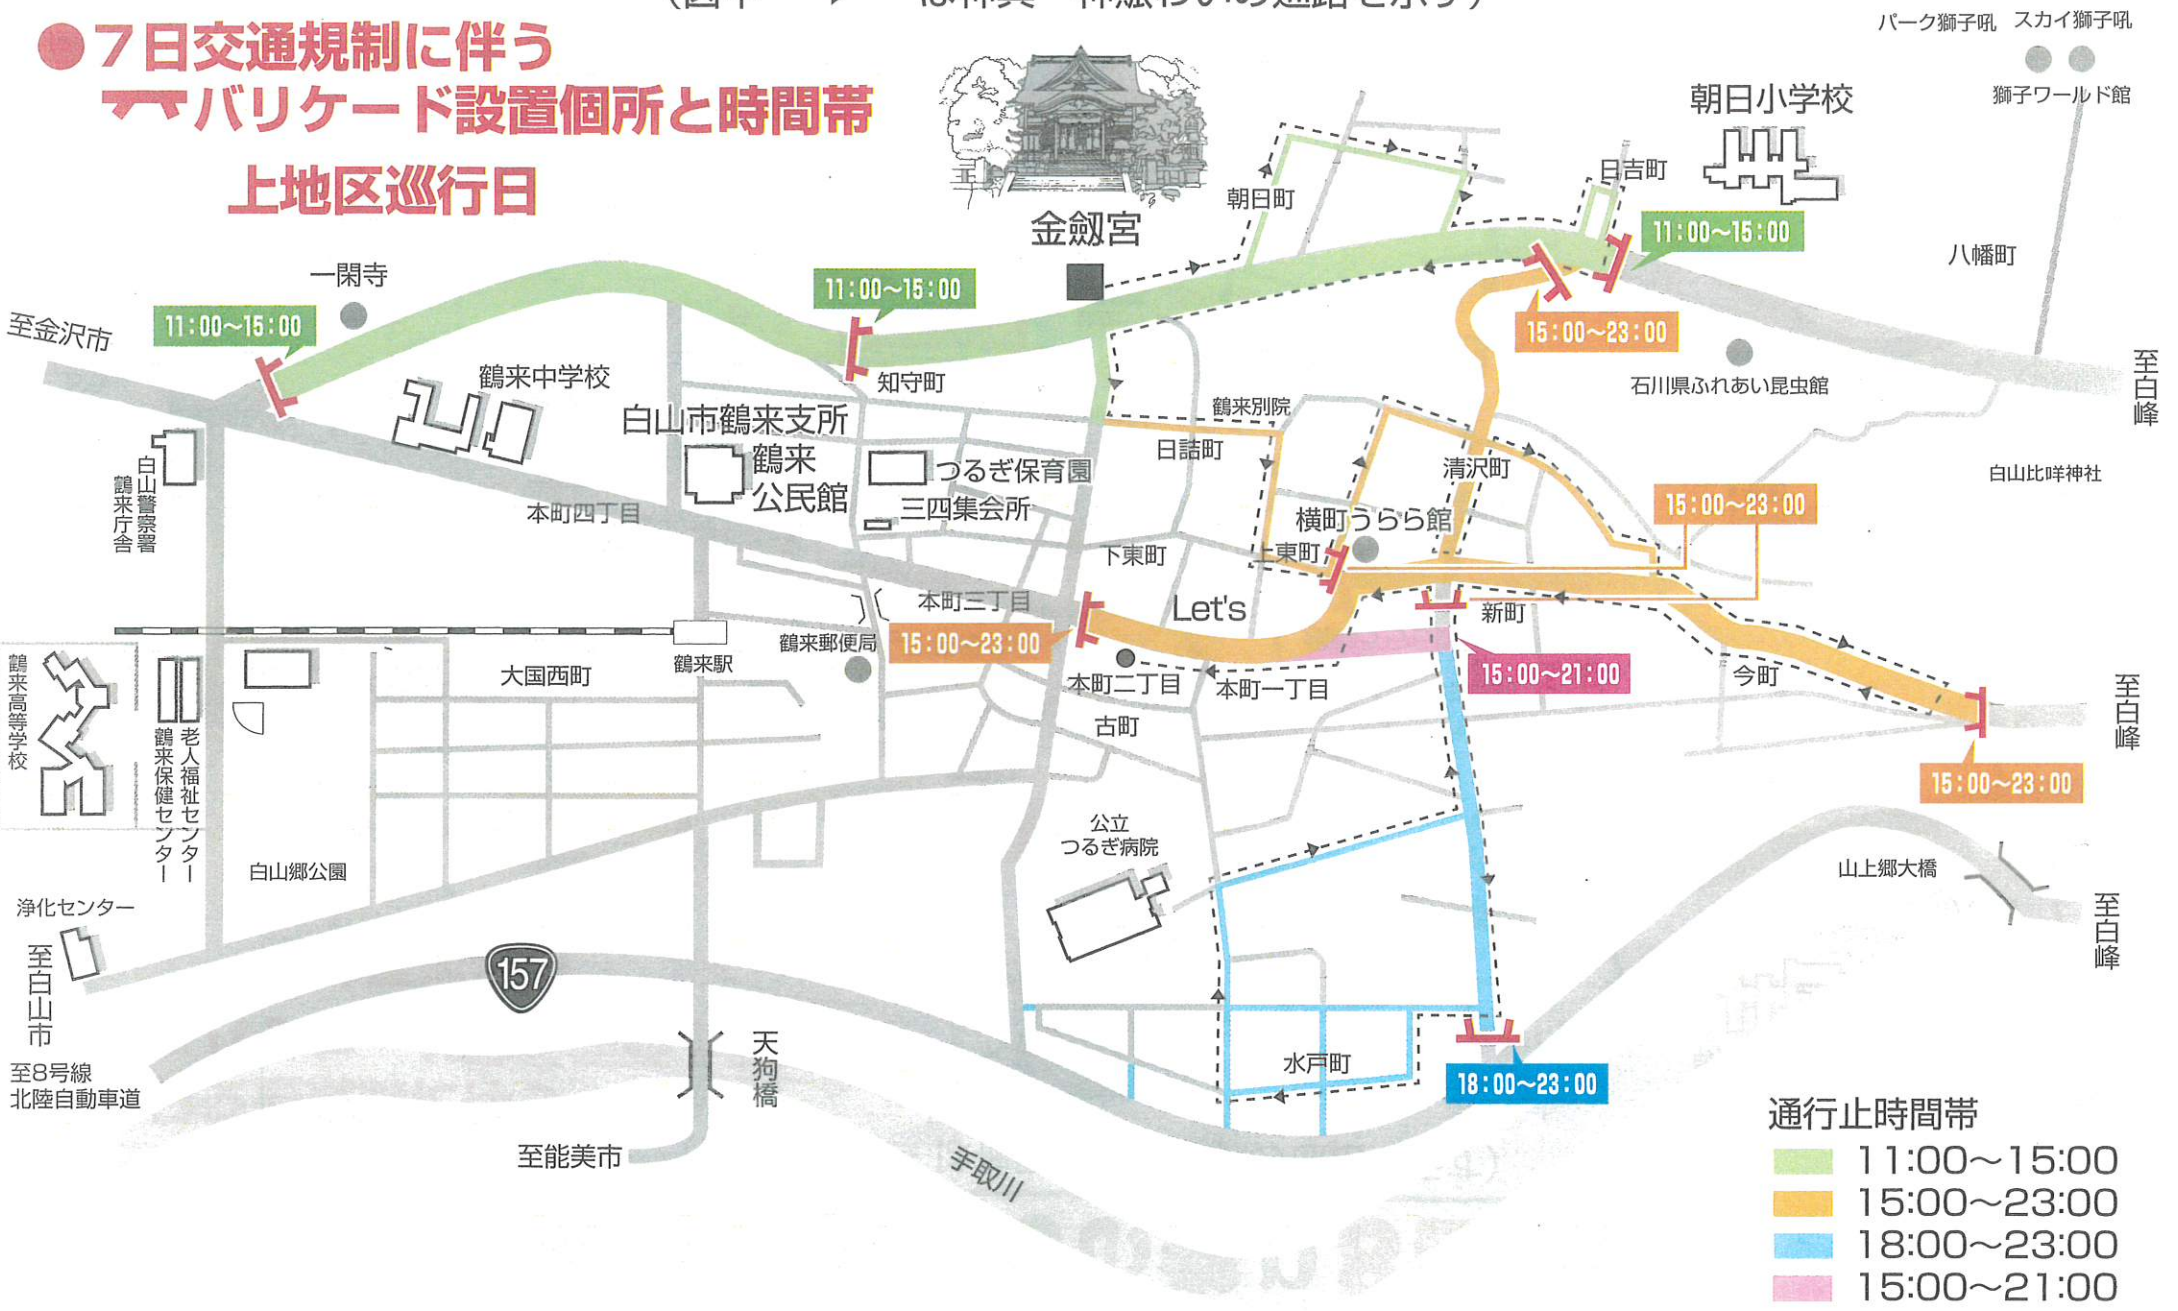 ●7日交通規制に伴う
バリケード設置個所と時間帯
上地区巡行日
パーク獅子吼
スカイ獅子吼
獅子ワールド館
朝日小学校
日吉町
朝日町
金劔宮
11:00〜15:00
八幡町
一閑寺
11:00〜15:00
11:00〜15:00
15:00〜23:00
至金沢市
鶴来中学校
知守町
石川県ふれあい昆虫館
至白峰
白山市鶴来支所
鶴来別院
日詰町
鶴来
公民館
つるぎ保育園
三四集会所
清沢町
白山比咩神社
白山警察署
鶴来庁舎
本町四丁目
横町うらら館
15:00〜23:00
下東町
上東町
本町三丁目
Let's
新町
鶴来郵便局
15:00〜23:00
鶴来駅
大国西町
本町二丁目
本町一丁目
15:00〜21:00
今町
至白峰
鶴来高等学校
老人福祉センター
鶴来保健センター
古町
15:00〜23:00
公立
つるぎ病院
白山郷公園
山上郷大橋
至白峰
浄化センター
至白山市
157
天狗橋
水戸町
18:00〜23:00
至8号線
北陸自動車道
至能美市
手取川
通行止時間帯
11:00〜15:00
15:00〜23:00
18:00〜23:00
15:00〜21:00